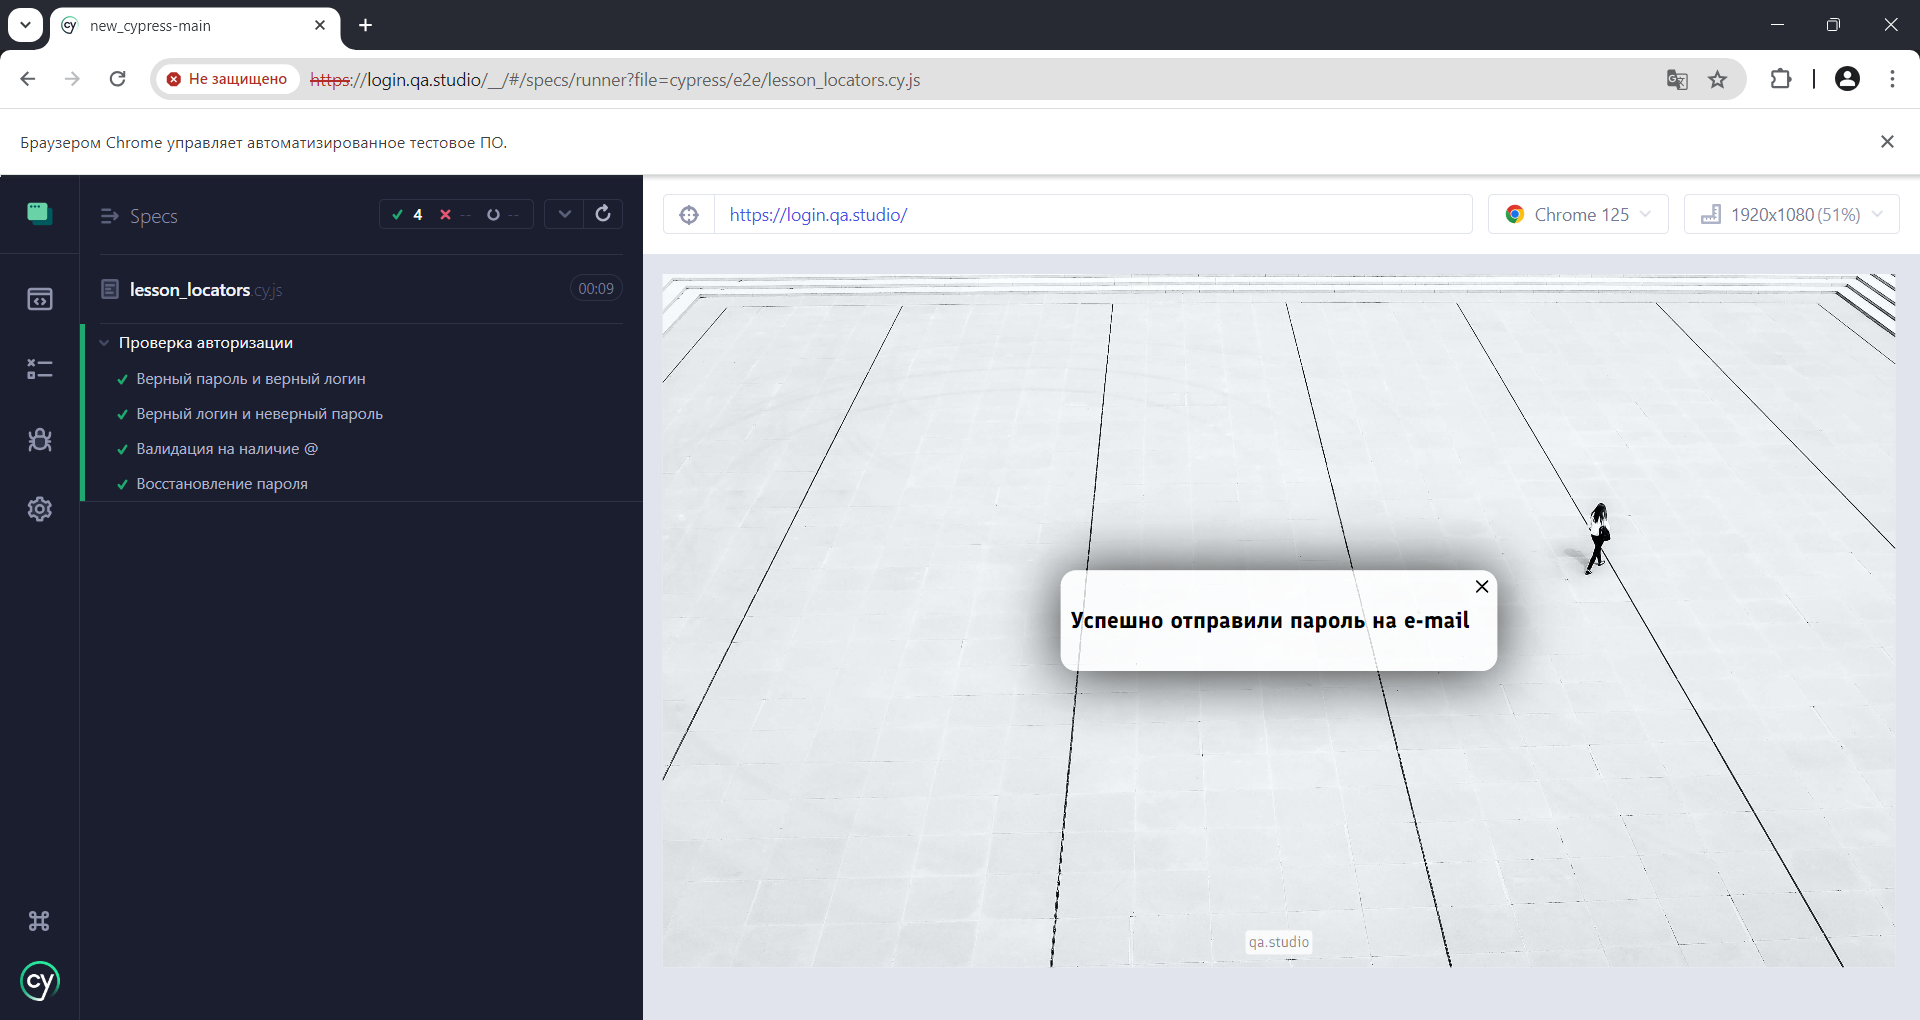 new_cypress-main
Не защищено
https://login.qa.studio/__/#/specs/runner?file=cypress/e2e/lesson_locators.cy.js
Браузером Chrome управляет автоматизированное тестовое ПО.
Specs
4 -- --
https://login.qa.studio/
Chrome 125
1920x1080 (51%)
lesson_locators.cy.js
00:09
Проверка авторизации
Верный пароль и верный логин
Верный логин и неверный пароль
Валидация на наличие @
Восстановление пароля
Успешно отправили пароль на e-mail
qa.studio
cy